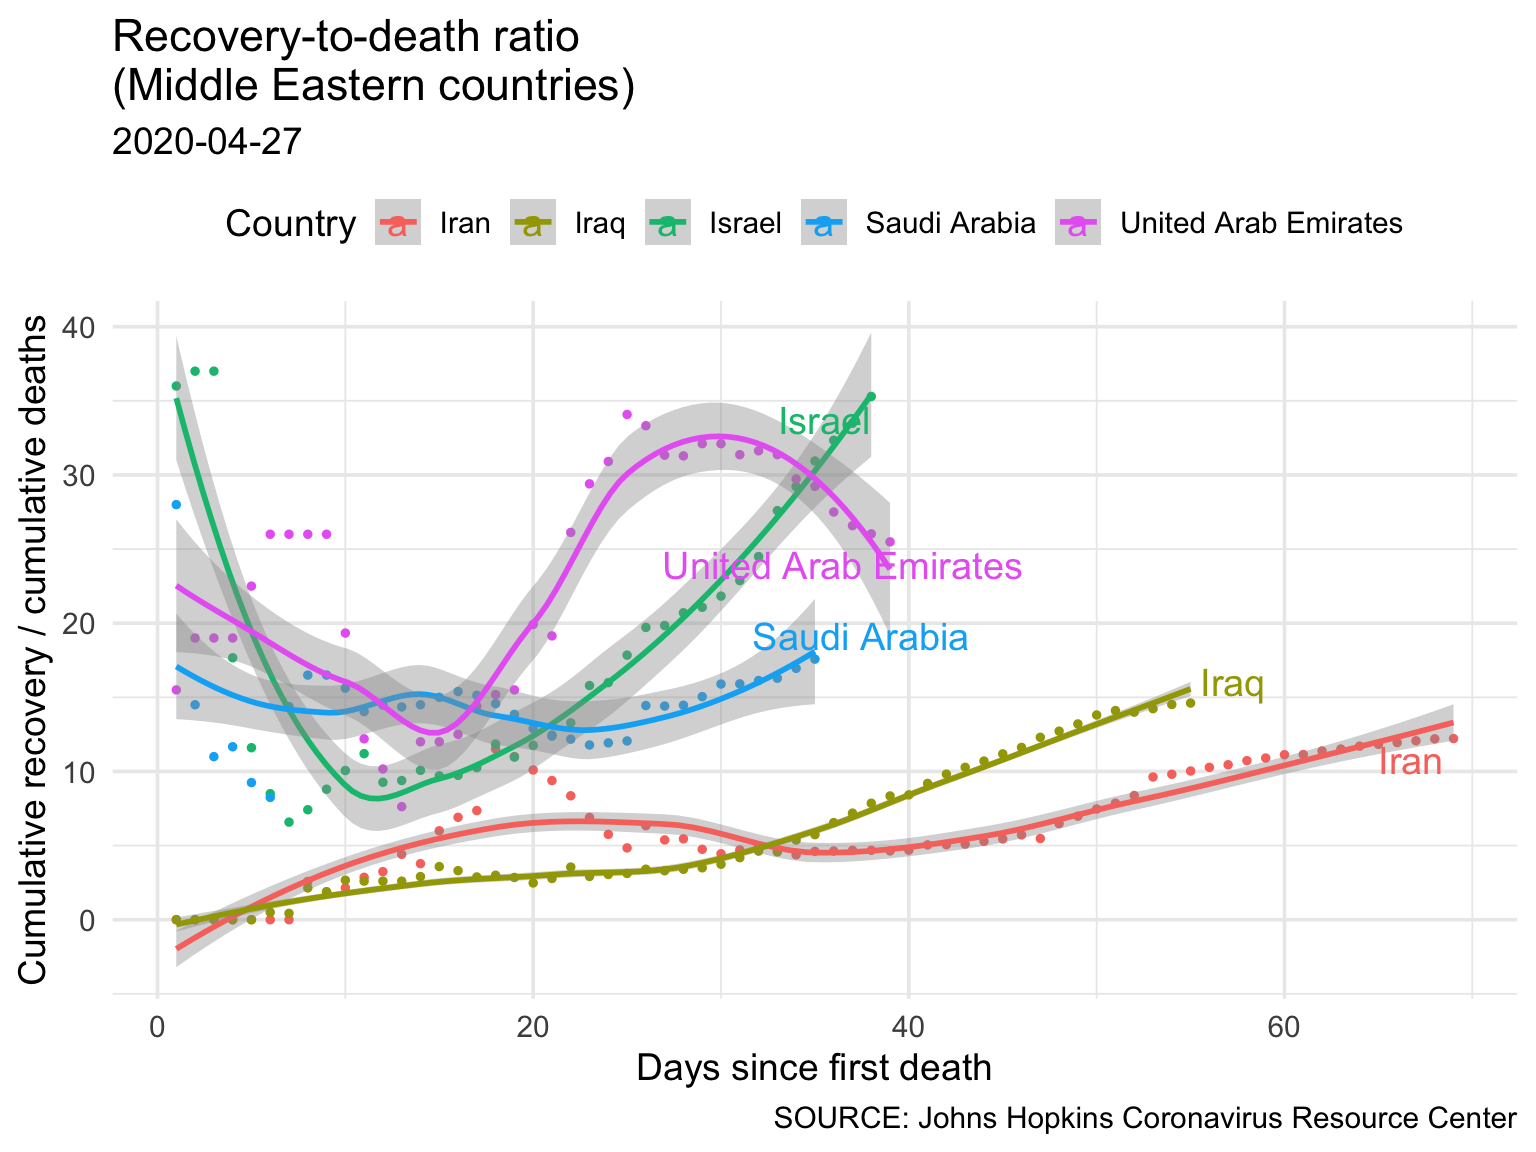 Recovery-to-death ratio
(Middle Eastern countries)
2020-04-27
Country a Iran a Iraq a Israel a Saudi Arabia a United Arab Emirates
Cumulative recovery / cumulative deaths
40
30
20
10
0
Israel
United Arab Emirates
Saudi Arabia
Iraq
Iran
0 20 40 60
Days since first death
SOURCE: Johns Hopkins Coronavirus Resource Center